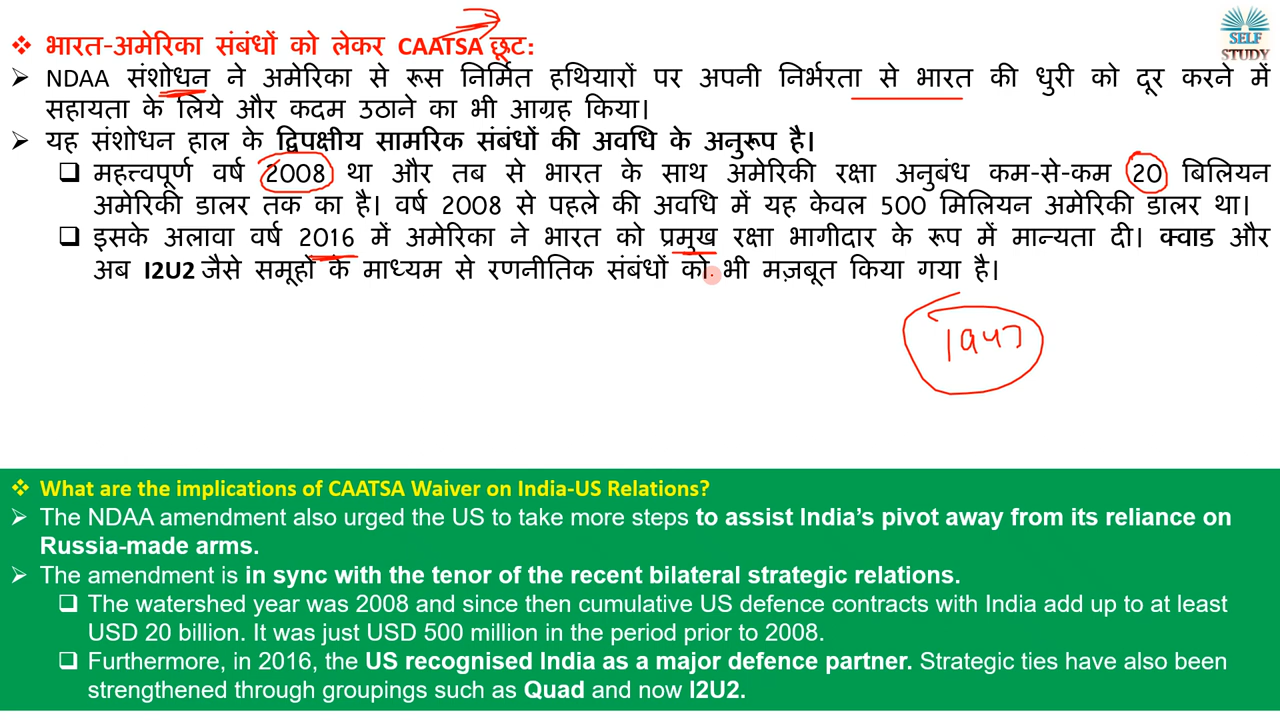 SELF
STUDY
❖ भारत-अमेरिका संबंधों को लेकर CAATSA छूट:
➢ NDAA संशोधन ने अमेरिका से रूस निर्मित हथियारों पर अपनी निर्भरता से भारत की धुरी को दूर करने में
सहायता के लिये और कदम उठाने का भी आग्रह किया।
➢ यह संशोधन हाल के द्विपक्षीय सामरिक संबंधों की अवधि के अनुरूप है।
❑ महत्त्वपूर्ण वर्ष 2008 था और तब से भारत के साथ अमेरिकी रक्षा अनुबंध कम-से-कम 20 बिलियन
अमेरिकी डालर तक का है। वर्ष 2008 से पहले की अवधि में यह केवल 500 मिलियन अमेरिकी डालर था।
❑ इसके अलावा वर्ष 2016 में अमेरिका ने भारत को प्रमुख रक्षा भागीदार के रूप में मान्यता दी। क्वाड और
अब I2U2 जैसे समूहों के माध्यम से रणनीतिक संबंधों को भी मज़बूत किया गया है।
1947
❖ What are the implications of CAATSA Waiver on India-US Relations?
➢ The NDAA amendment also urged the US to take more steps to assist India’s pivot away from its reliance on
Russia-made arms.
➢ The amendment is in sync with the tenor of the recent bilateral strategic relations.
❑ The watershed year was 2008 and since then cumulative US defence contracts with India add up to at least
USD 20 billion. It was just USD 500 million in the period prior to 2008.
❑ Furthermore, in 2016, the US recognised India as a major defence partner. Strategic ties have also been
strengthened through groupings such as Quad and now I2U2.